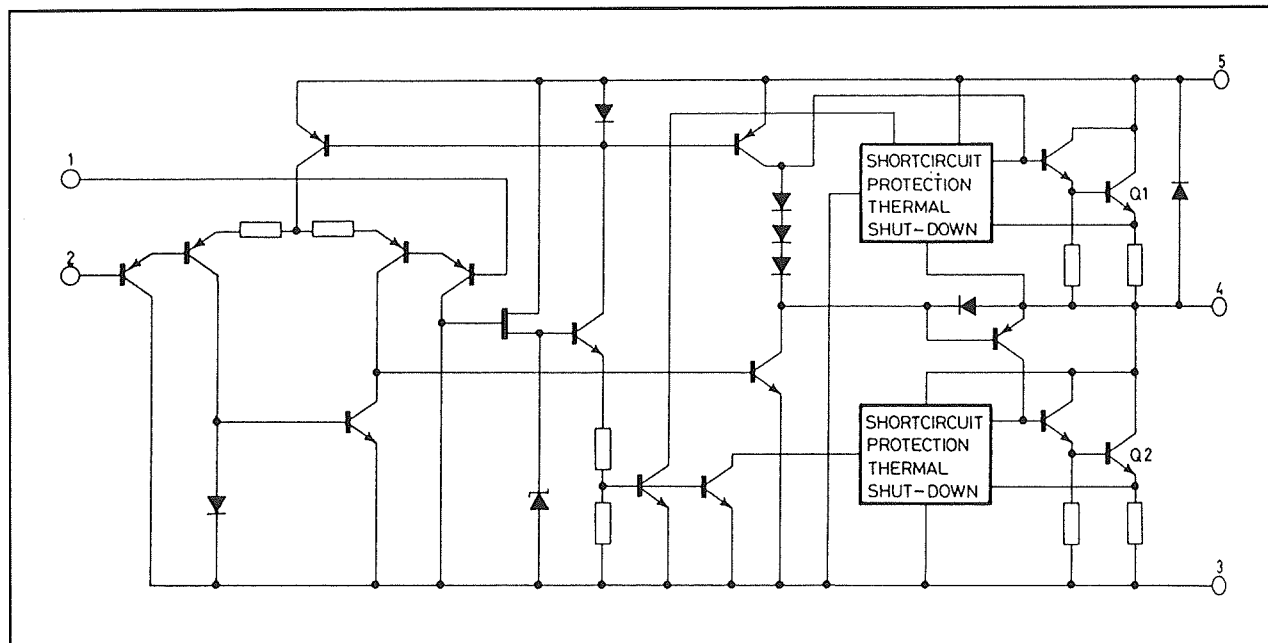 5
1
SHORTCIRCUIT
PROTECTION
THERMAL
SHUT-DOWN
Q1
2
4
SHORTCIRCUIT
PROTECTION
THERMAL
SHUT-DOWN
Q2
3